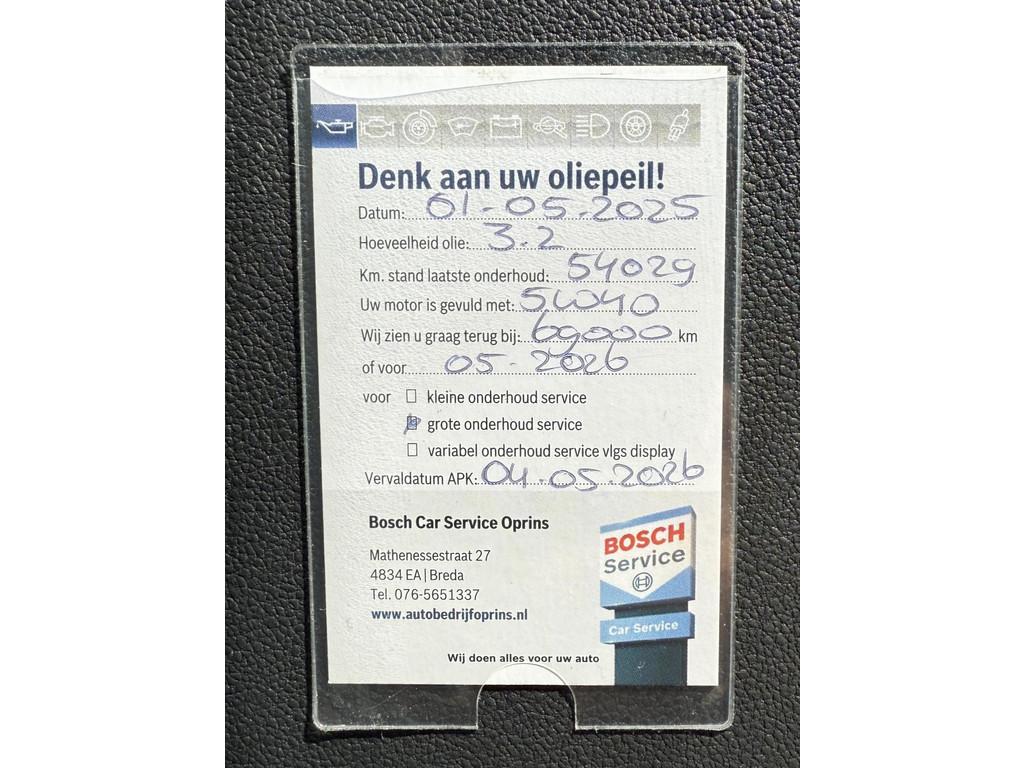 Denk aan uw oliepeil!
Datum: 01-05-2025
Hoeveelheid olie: 3.2
Km. stand laatste onderhoud: 54029
Uw motor is gevuld met: 5W40
Wij zien u graag terug bij: 69000 km
of voor 05-2026
voor kleine onderhoud service
grote onderhoud service
variabel onderhoud service vlgs display
Vervaldatum APK: 04-05-2026
Bosch Car Service Oprins
Mathenessestraat 27
4834 EA | Breda
Tel. 076-5651337
www.autobedrijfoprins.nl
BOSCH
Service
Car Service
Wij doen alles voor uw auto